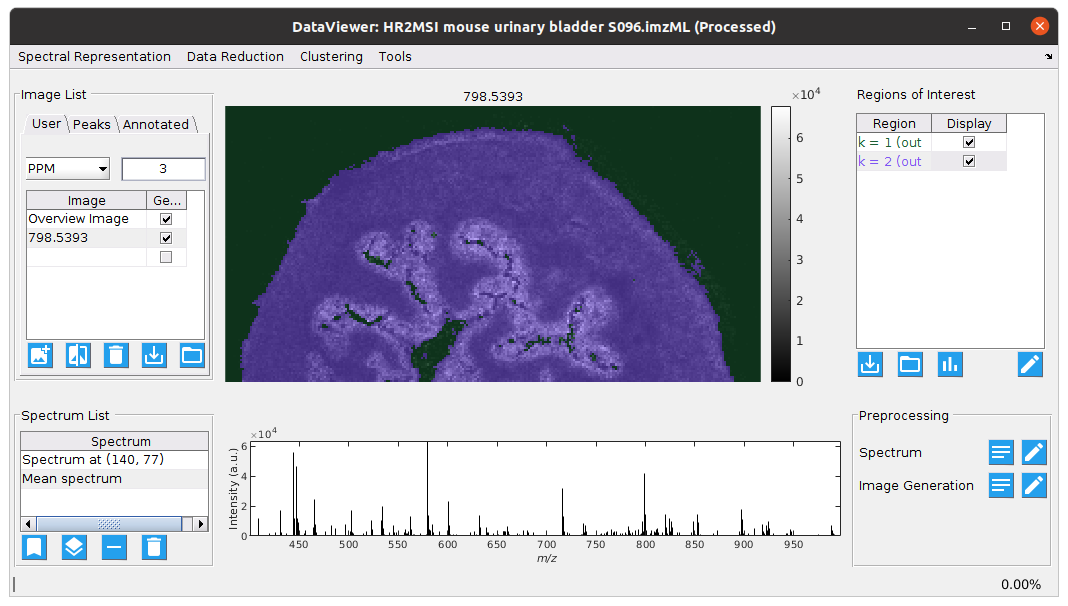 DataViewer: HR2MSI mouse urinary bladder S096.imzML (Processed)
Spectral Representation Data Reduction Clustering Tools
Image List
User Peaks Annotated
PPM 3
Image Ge...
Overview Image
798.5393
798.5393
×10^4
6
5
4
3
2
1
0
Regions of Interest
Region Display
k = 1 (out
k = 2 (out
Spectrum List
Spectrum
Spectrum at (140, 77)
Mean spectrum
×10^4
6
4
2
0
Intensity (a.u.)
450 500 550 600 650 700 750 800 850 900 950
m/z
Preprocessing
Spectrum
Image Generation
0.00%